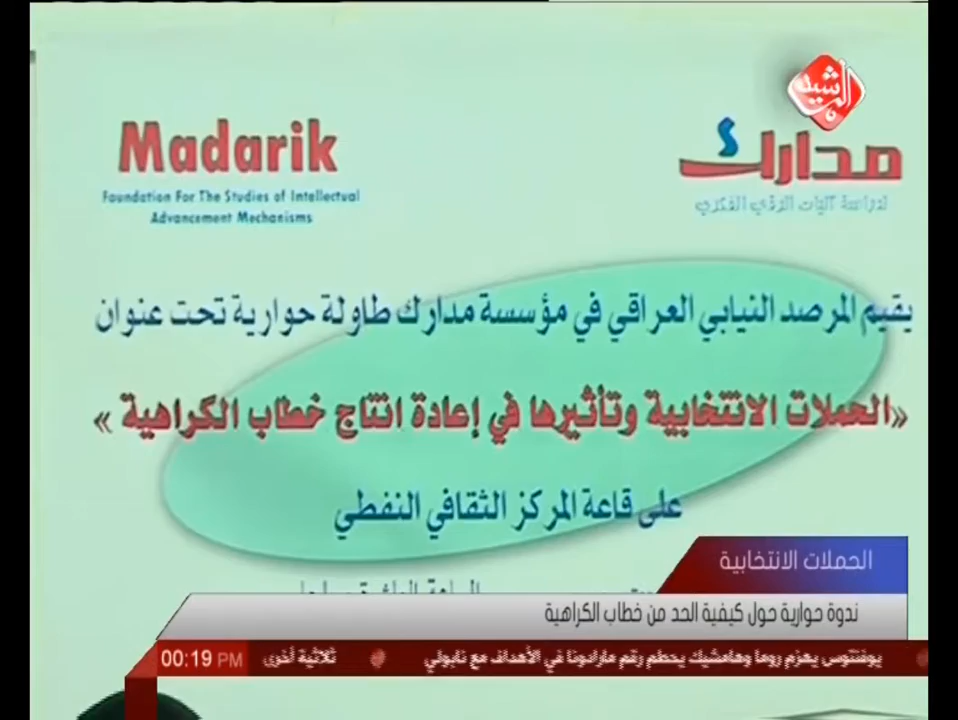 الرشيد
Madarik
Foundation For The Studies of Intellectual
Advancement Mechanisms
مدارك
لدراسة آليات الرقي الفكري
يقيم المرصد النيابي العراقي في مؤسسة مدارك طاولة حوارية تحت عنوان
«الحملات الانتخابية وتأثيرها في إعادة انتاج خطاب الكراهية »
على قاعة المركز الثقافي النفطي
الحملات الانتخابية
ندوة حوارية حول كيفية الحد من خطاب الكراهية
يوفنتوس يهزم روما وهامشيك يحطم رقم مارادونا في الأهداف مع نابولي
ثلاثية أخرى
00:19 PM